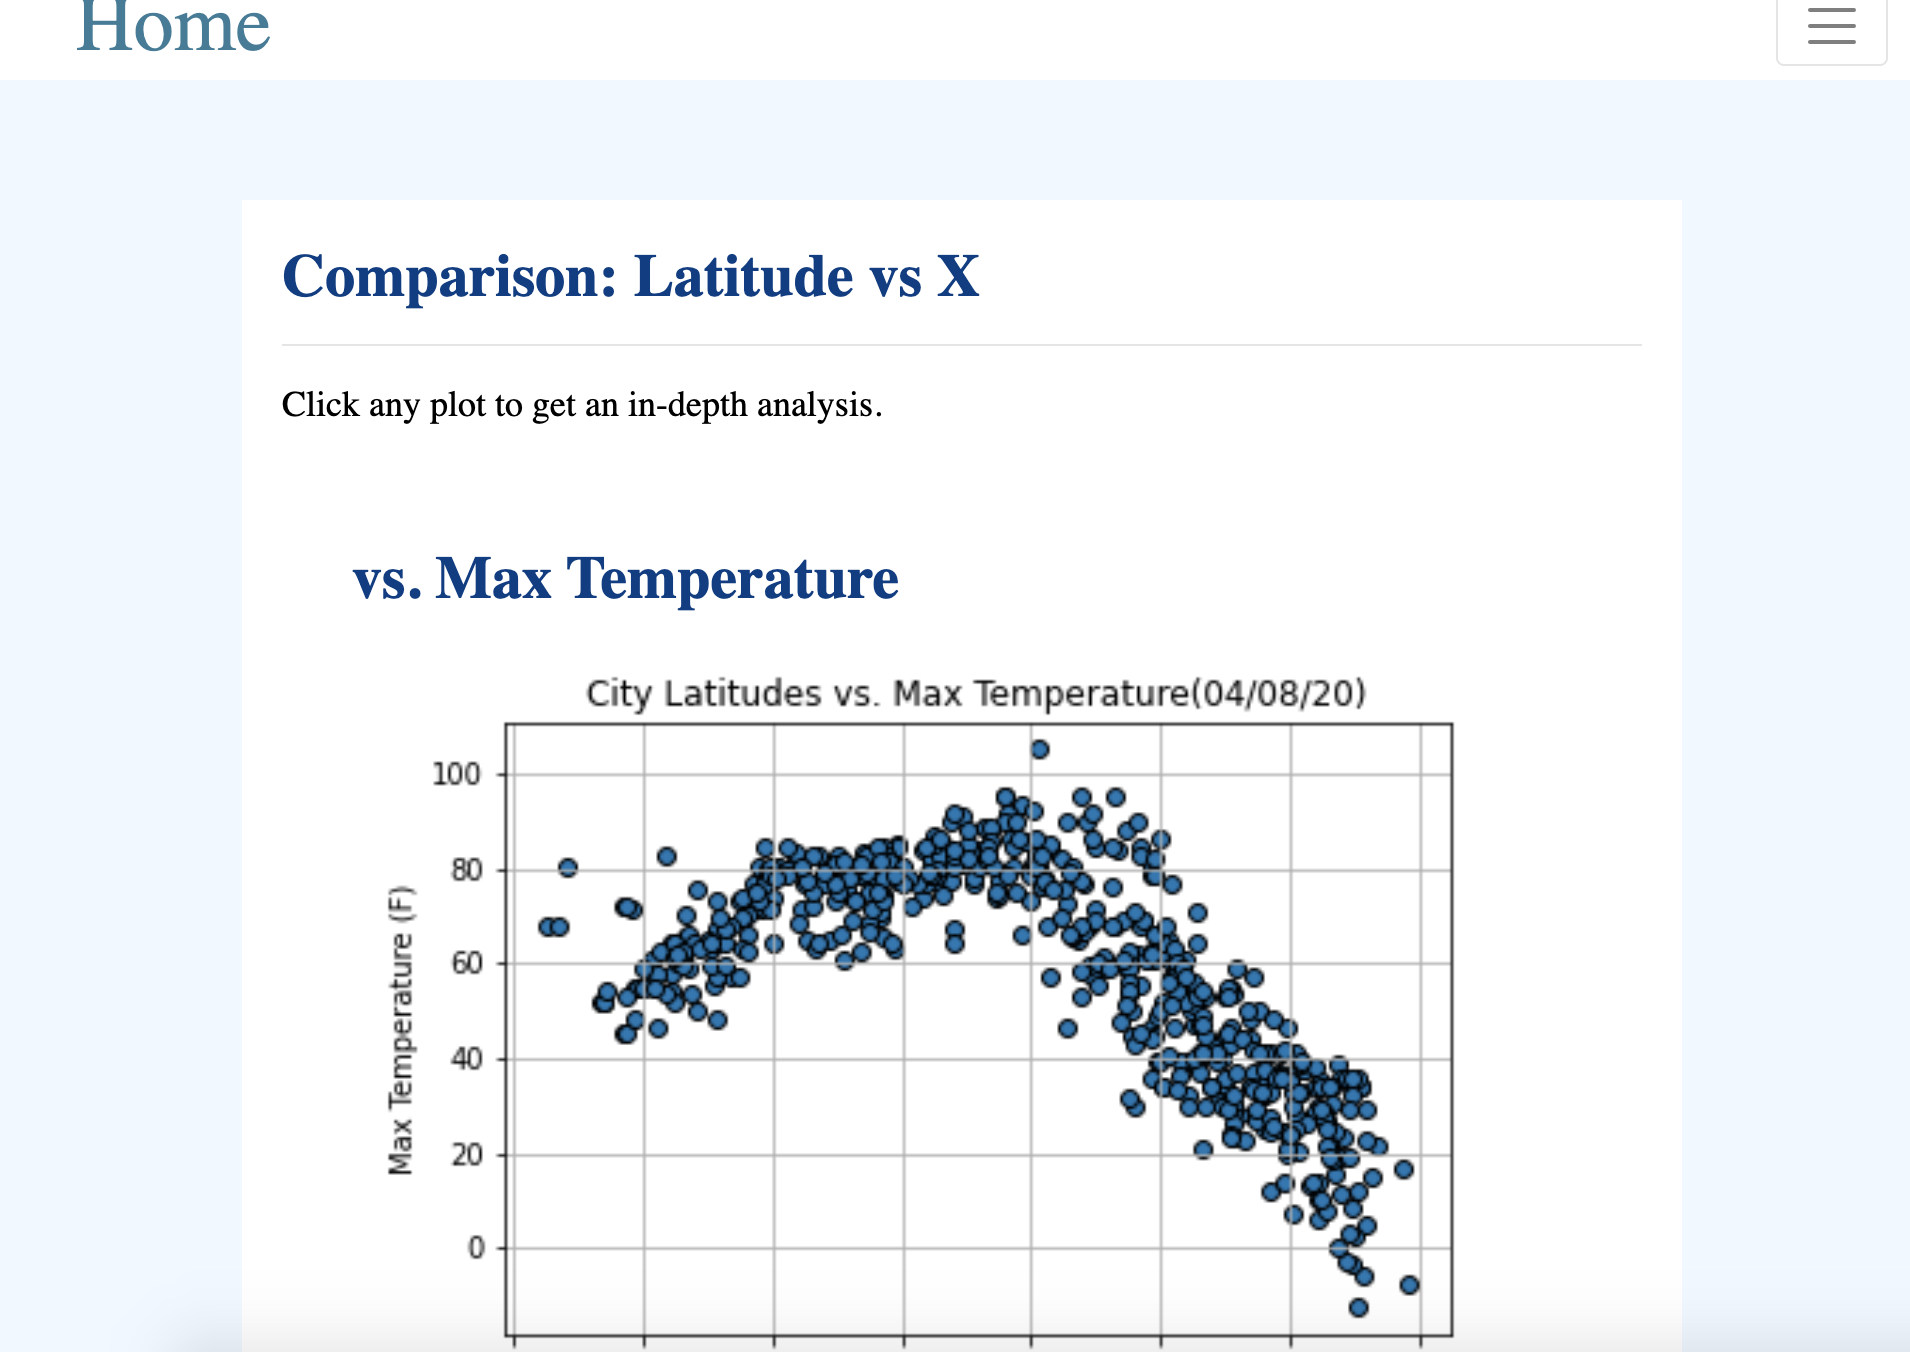 Home
Comparison: Latitude vs X
Click any plot to get an in-depth analysis.
vs. Max Temperature
City Latitudes vs. Max Temperature(04/08/20)
Max Temperature (F)
100
80
60
40
20
0